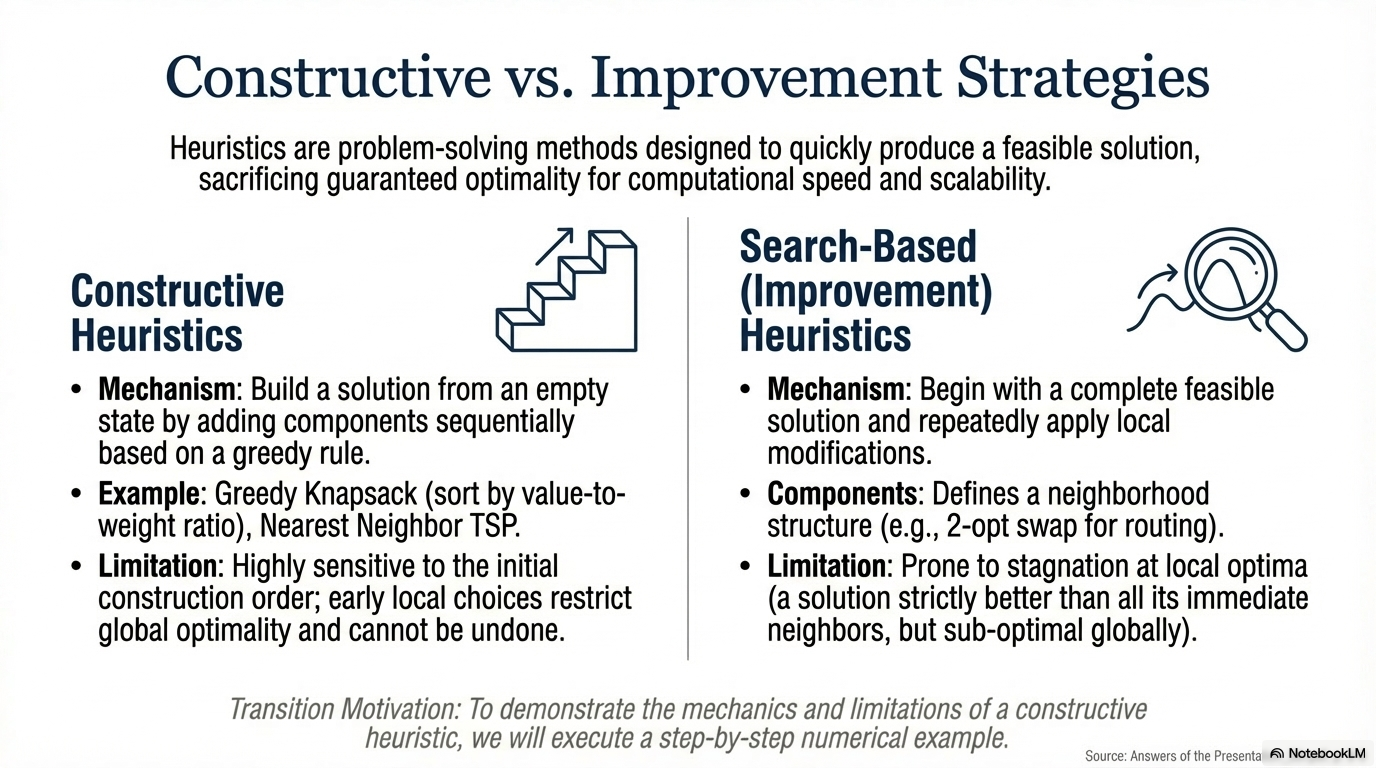 Constructive vs. Improvement Strategies
Heuristics are problem-solving methods designed to quickly produce a feasible solution,
sacrificing guaranteed optimality for computational speed and scalability.
Constructive
Heuristics
• Mechanism: Build a solution from an empty
state by adding components sequentially
based on a greedy rule.
• Example: Greedy Knapsack (sort by value-to-
weight ratio), Nearest Neighbor TSP.
• Limitation: Highly sensitive to the initial
construction order; early local choices restrict
global optimality and cannot be undone.
Search-Based
(Improvement)
Heuristics
• Mechanism: Begin with a complete feasible
solution and repeatedly apply local
modifications.
• Components: Defines a neighborhood
structure (e.g., 2-opt swap for routing).
• Limitation: Prone to stagnation at local optima
(a solution strictly better than all its immediate
neighbors, but sub-optimal globally).
Transition Motivation: To demonstrate the mechanics and limitations of a constructive
heuristic, we will execute a step-by-step numerical example.
Source: Answers of the
NotebookLM